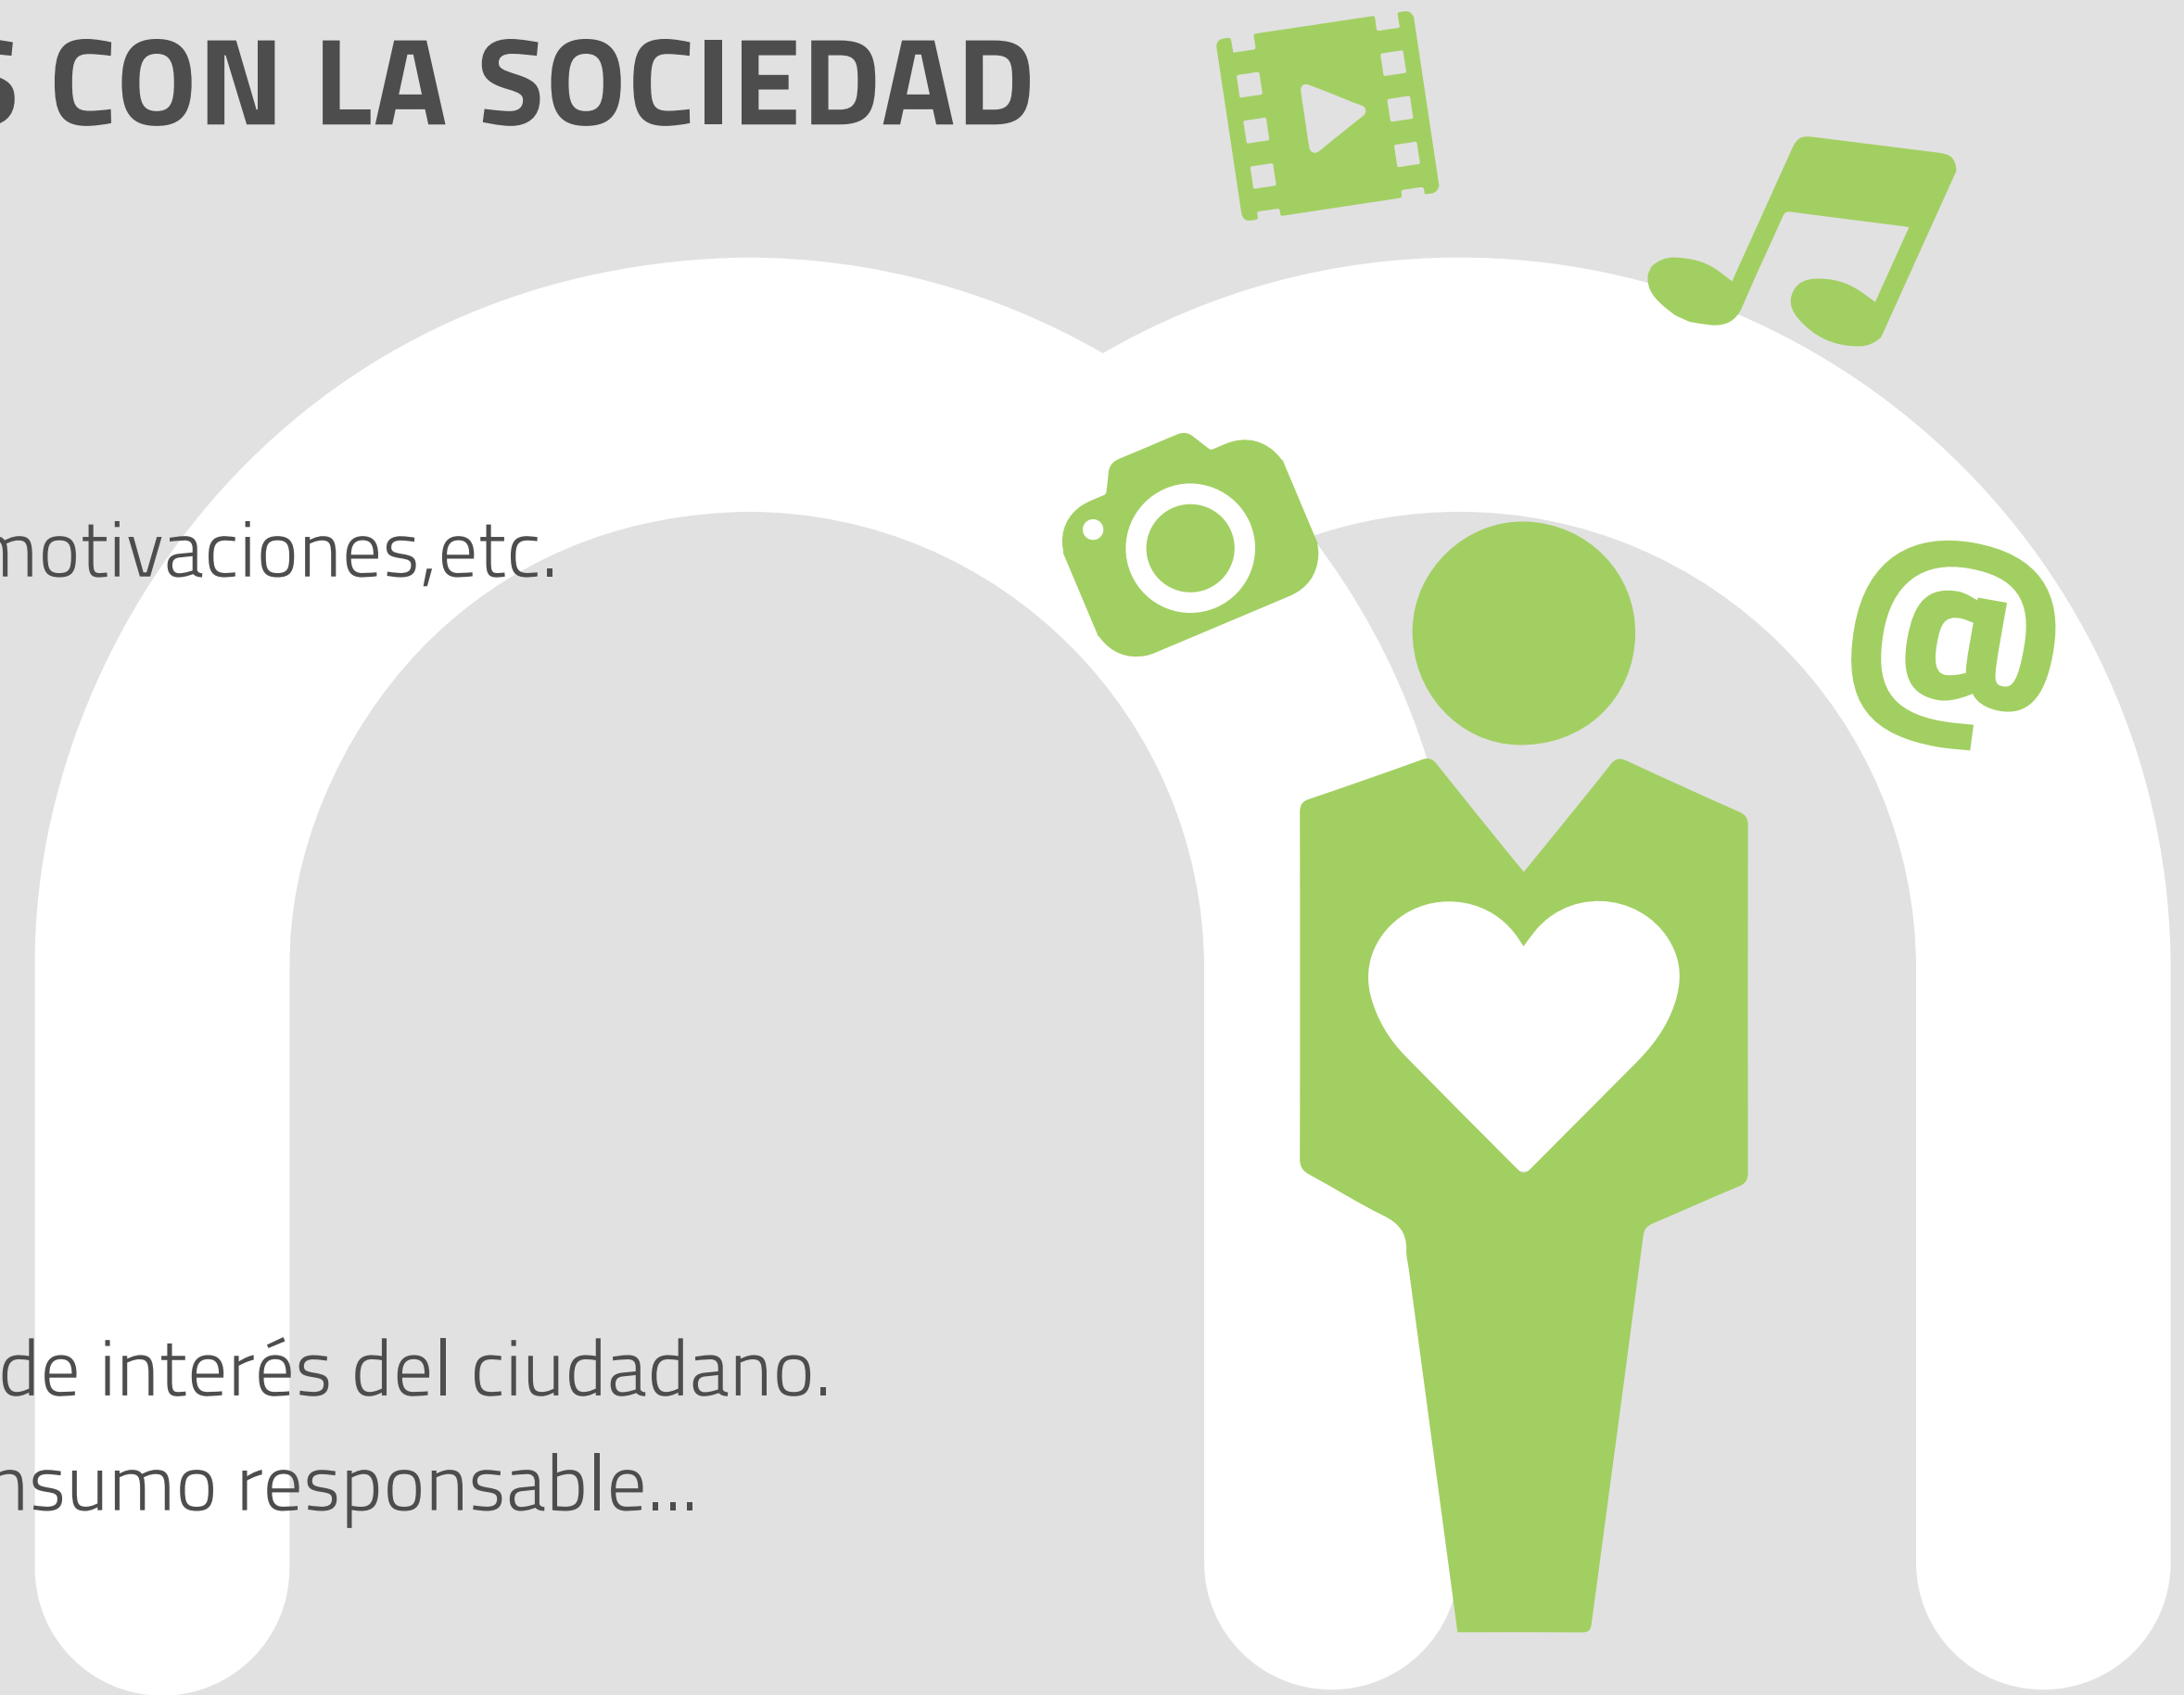 S CON LA SOCIEDAD
motivaciones,etc.
@
de interés del ciudadano.
nsumo responsable...